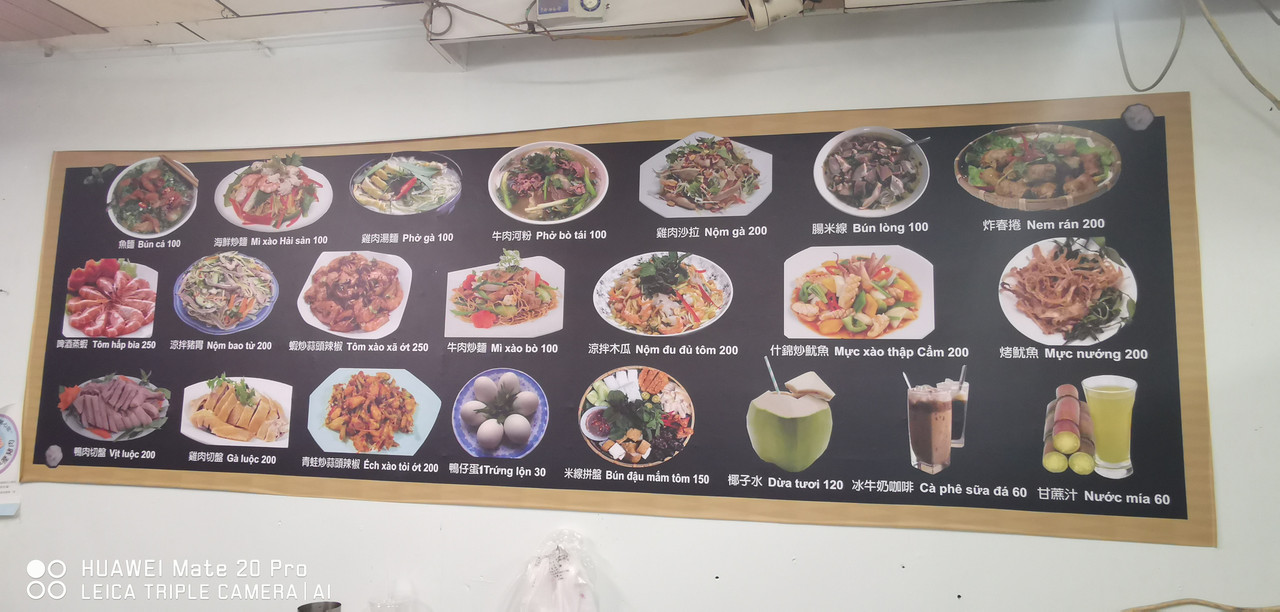 魚麵 Bún cá 100
海鮮炒麵 Mì xào Hải sản 100
雞肉湯麵 Phở gà 100
牛肉河粉 Phở bò tái 100
雞肉沙拉 Nộm gà 200
腸米線 Bún lòng 100
炸春捲 Nem rán 200
啤酒蒸蝦 Tôm hấp bia 250
涼拌豬胃 Nộm bao tử 200
蝦炒蒜頭辣椒 Tôm xào xã ớt 250
牛肉炒麵 Mì xào bò 100
涼拌木瓜 Nộm đu đủ tôm 200
什錦炒魷魚 Mực xào thập Cẩm 200
烤魷魚 Mực nướng 200
鴨肉切盤 Vịt luộc 200
雞肉切盤 Gà luộc 200
青蛙炒蒜頭辣椒 Ếch xào tỏi ớt 200
鴨仔蛋1Trứng lộn 30
米線拼盤 Bún đậu mắm tôm 150
椰子水 Dừa tươi 120
冰牛奶咖啡 Cà phê sữa đá 60
甘蔗汁 Nước mía 60
HUAWEI Mate 20 Pro
LEICA TRIPLE CAMERA | AI